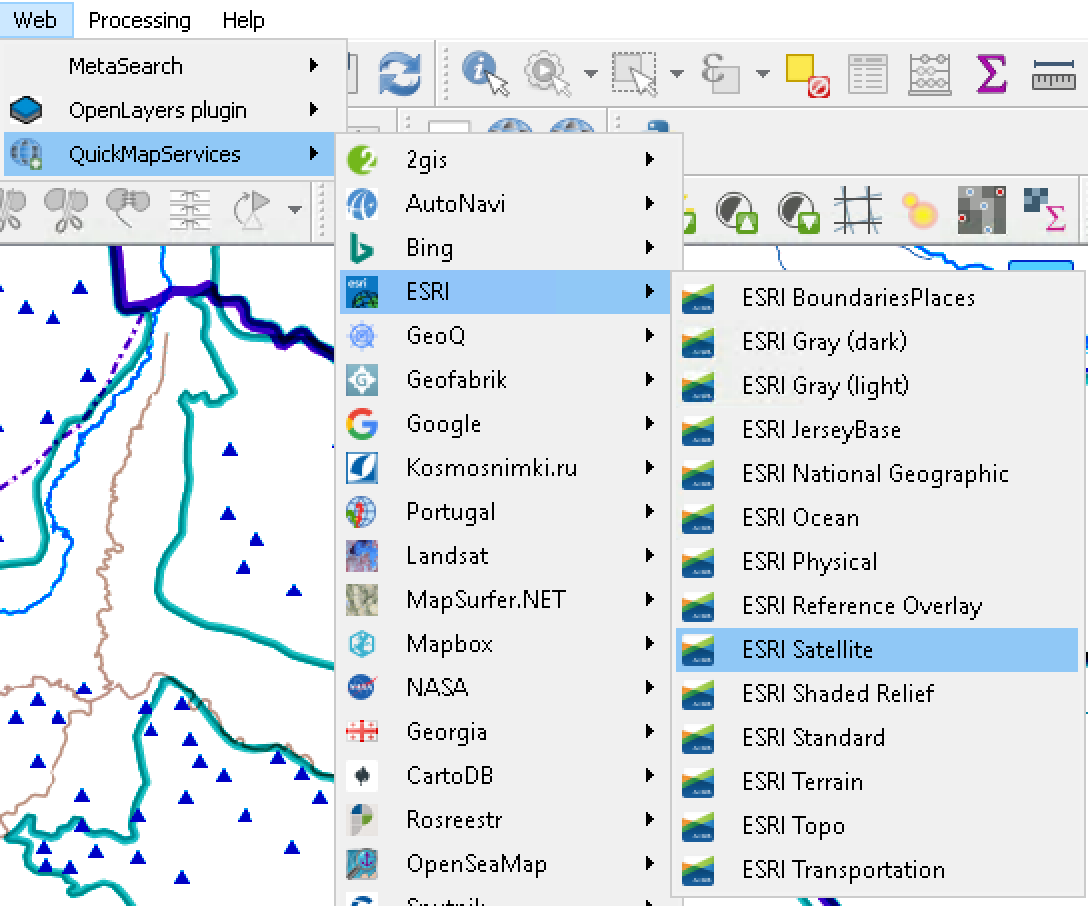 Web Processing Help
MetaSearch
OpenLayers plugin
QuickMapServices
2gis
AutoNavi
Bing
ESRI
GeoQ
Geofabrik
Google
Kosmosnimki.ru
Portugal
Landsat
MapSurfer.NET
Mapbox
NASA
Georgia
CartoDB
Rosreestr
OpenSeaMap
ESRI BoundariesPlaces
ESRI Gray (dark)
ESRI Gray (light)
ESRI JerseyBase
ESRI National Geographic
ESRI Ocean
ESRI Physical
ESRI Reference Overlay
ESRI Satellite
ESRI Shaded Relief
ESRI Standard
ESRI Terrain
ESRI Topo
ESRI Transportation